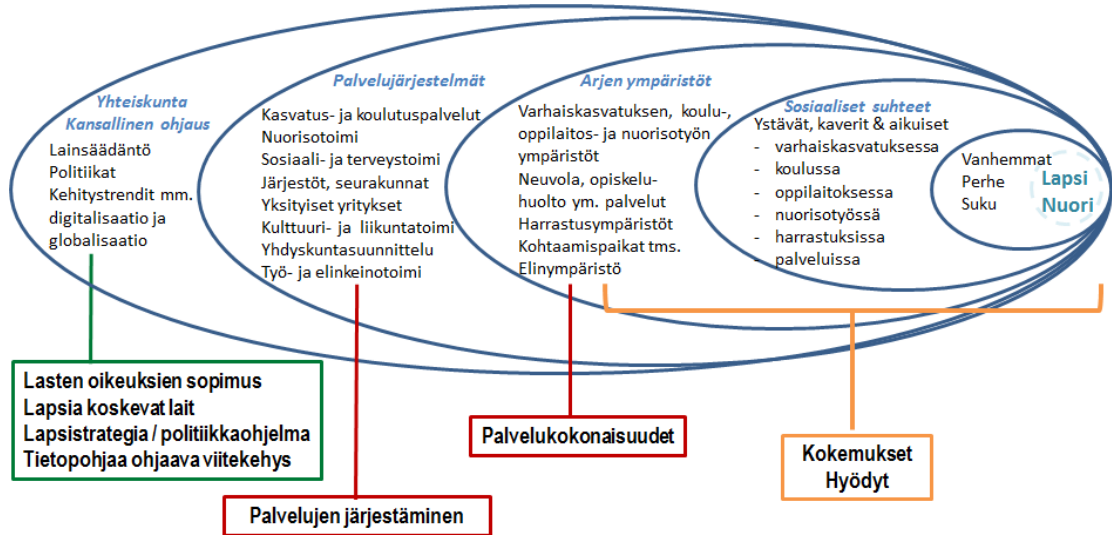 Yhteiskunta
Kansallinen ohjaus
Lainsäädäntö
Politiikat
Kehitystrendit mm.
digitalisaatio ja
globalisaatio
Palvelujärjestelmät
Kasvatus- ja koulutuspalvelut
Nuorisotoimi
Sosiaali- ja terveystoimi
Järjestöt, seurakunnat
Yksityiset yritykset
Kulttuuri- ja liikuntatoimi
Yhdyskuntasuunnittelu
Työ- ja elinkeinotoimi
Arjen ympäristöt
Varhaiskasvatuksen, koulu-,
oppilaitos- ja nuorisotyön
ympäristöt
Neuvola, opiskelu-
huolto ym. palvelut
Harrastusympäristöt
Kohtaamispaikat tms.
Elinympäristö
Sosiaaliset suhteet
Ystävät, kaverit & aikuiset
- varhaiskasvatuksessa
- koulussa
- oppilaitoksessa
- nuorisotyössä
- harrastuksissa
- palveluissa
Vanhemmat
Perhe
Suku
Lapsi
Nuori
Lasten oikeuksien sopimus
Lapsia koskevat lait
Lapsistrategia / politiikkaohjelma
Tietopohjaa ohjaava viitekehys
Palvelujen järjestäminen
Palvelukokonaisuudet
Kokemukset
Hyödyt